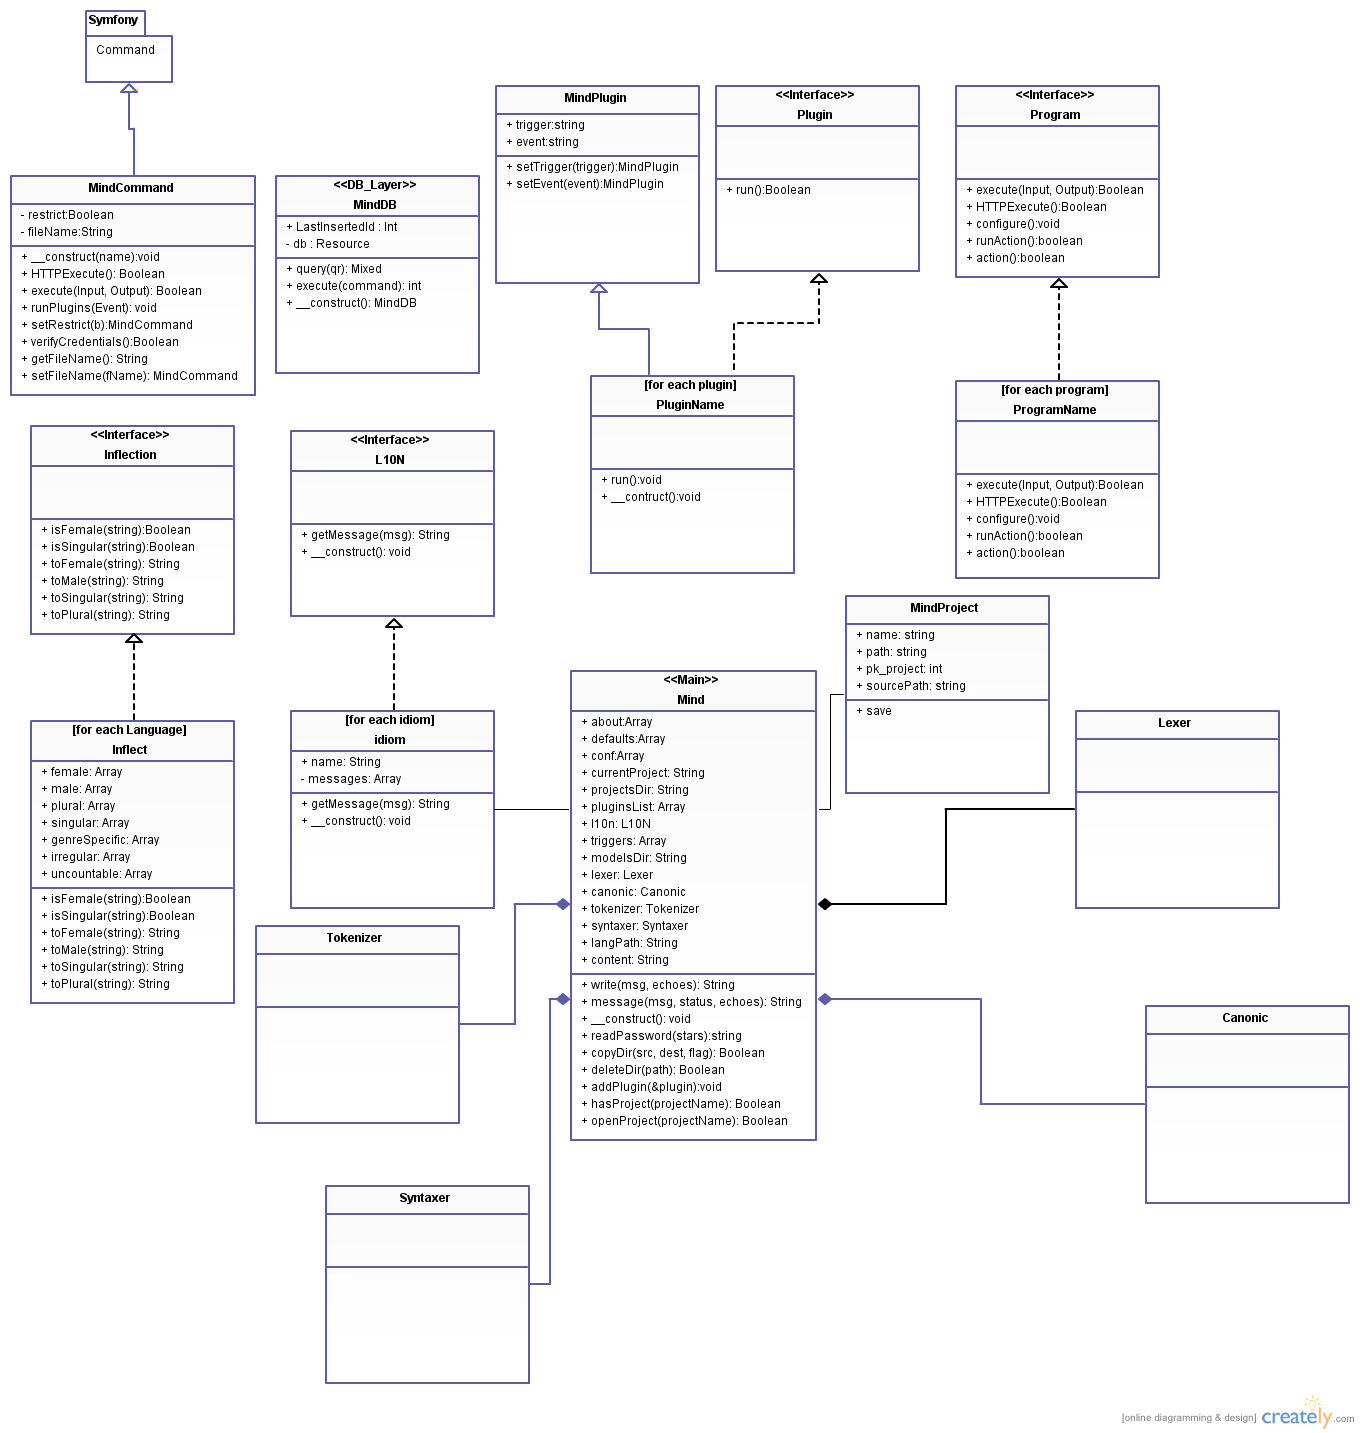 Symfony
Command
MindCommand
- restrict:Boolean
- fileName:String
+ __construct(name):void
+ HTTPExecute(): Boolean
+ execute(Input, Output): Boolean
+ runPlugins(Event): void
+ setRestrict(b):MindCommand
+ verifyCredentials():Boolean
+ getFileName(): String
+ setFileName(fName): MindCommand
<<DB_Layer>>
MindDB
+ LastInsertedId : Int
- db : Resource
+ query(qr): Mixed
+ execute(command): int
+ __construct(): MindDB
MindPlugin
+ trigger:string
+ event:string
+ setTrigger(trigger):MindPlugin
+ setEvent(event):MindPlugin
<<Interface>>
Plugin
+ run():Boolean
<<Interface>>
Program
+ execute(Input, Output):Boolean
+ HTTPExecute():Boolean
+ configure():void
+ runAction():boolean
+ action():boolean
[for each plugin]
PluginName
+ run():void
+ __contruct():void
[for each program]
ProgramName
+ execute(Input, Output):Boolean
+ HTTPExecute():Boolean
+ configure():void
+ runAction():boolean
+ action():boolean
<<Interface>>
Inflection
+ isFemale(string):Boolean
+ isSingular(string):Boolean
+ toFemale(string): String
+ toMale(string): String
+ toSingular(string): String
+ toPlural(string): String
<<Interface>>
L10N
+ getMessage(msg): String
+ __construct(): void
[for each Language]
Inflect
+ female: Array
+ male: Array
+ plural: Array
+ singular: Array
+ genreSpecific: Array
+ irregular: Array
+ uncountable: Array
+ isFemale(string):Boolean
+ isSingular(string):Boolean
+ toFemale(string): String
+ toMale(string): String
+ toSingular(string): String
+ toPlural(string): String
[for each idiom]
idiom
+ name: String
- messages: Array
+ getMessage(msg): String
+ __construct(): void
<<Main>>
Mind
+ about:Array
+ defaults:Array
+ conf:Array
+ currentProject: String
+ projectsDir: String
+ pluginsList: Array
+ l10n: L10N
+ triggers: Array
+ modelsDir: String
+ lexer: Lexer
+ canonic: Canonic
+ tokenizer: Tokenizer
+ syntaxer: Syntaxer
+ langPath: String
+ content: String
+ write(msg, echoes): String
+ message(msg, status, echoes): String
+ __construct(): void
+ readPassword(stars):string
+ copyDir(src, dest, flag): Boolean
+ deleteDir(path): Boolean
+ addPlugin(&plugin):void
+ hasProject(projectName): Boolean
+ openProject(projectName): Boolean
MindProject
+ name: string
+ path: string
+ pk_project: int
+ sourcePath: string
+ save
Lexer
Tokenizer
Canonic
Syntaxer
[online diagramming & design] creately.com